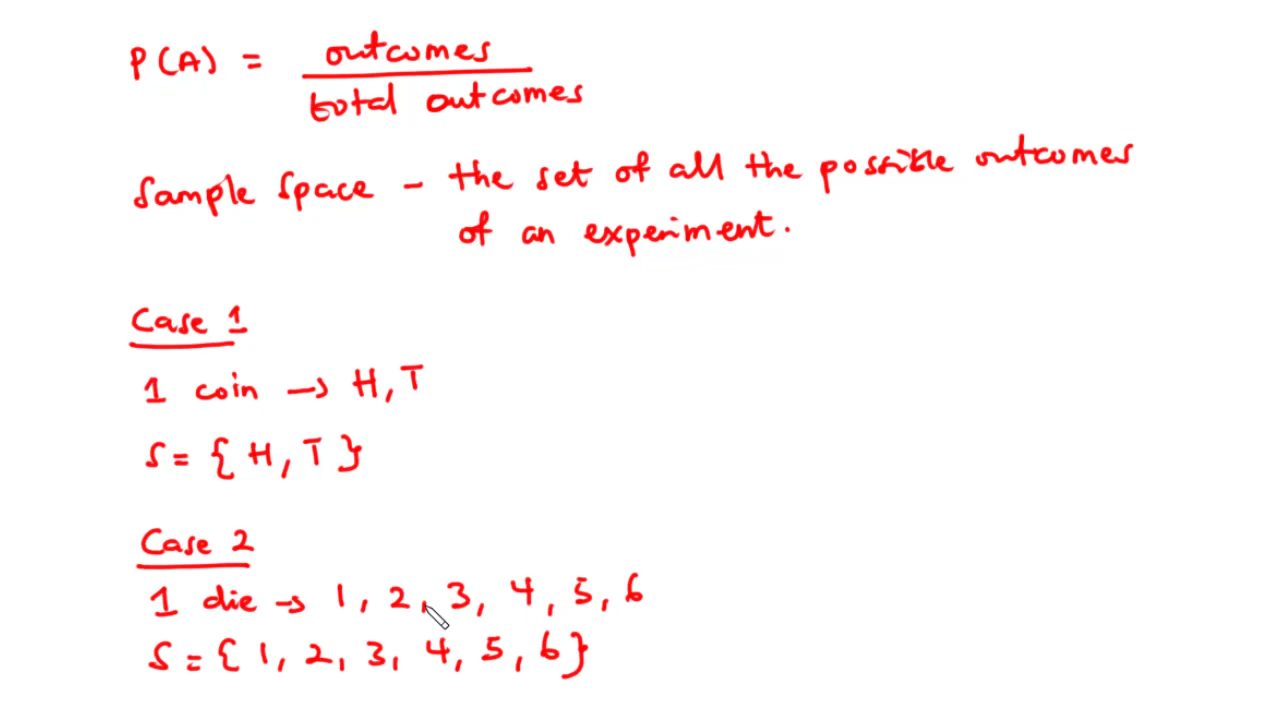 P(A) = outcomes / total outcomes
Sample Space - the set of all the possible outcomes
of an experiment.
Case 1
1 coin → H, T
S = { H, T }
Case 2
1 die → 1, 2, 3, 4, 5, 6
S = { 1, 2, 3, 4, 5, 6 }